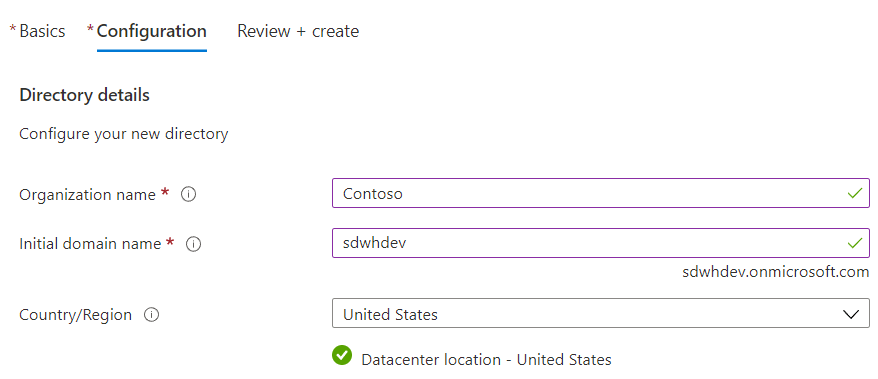 * Basics * Configuration Review + create
Directory details
Configure your new directory
Organization name * Contoso
Initial domain name * sdwhdev
sdwhdev.onmicrosoft.com
Country/Region United States
Datacenter location - United States